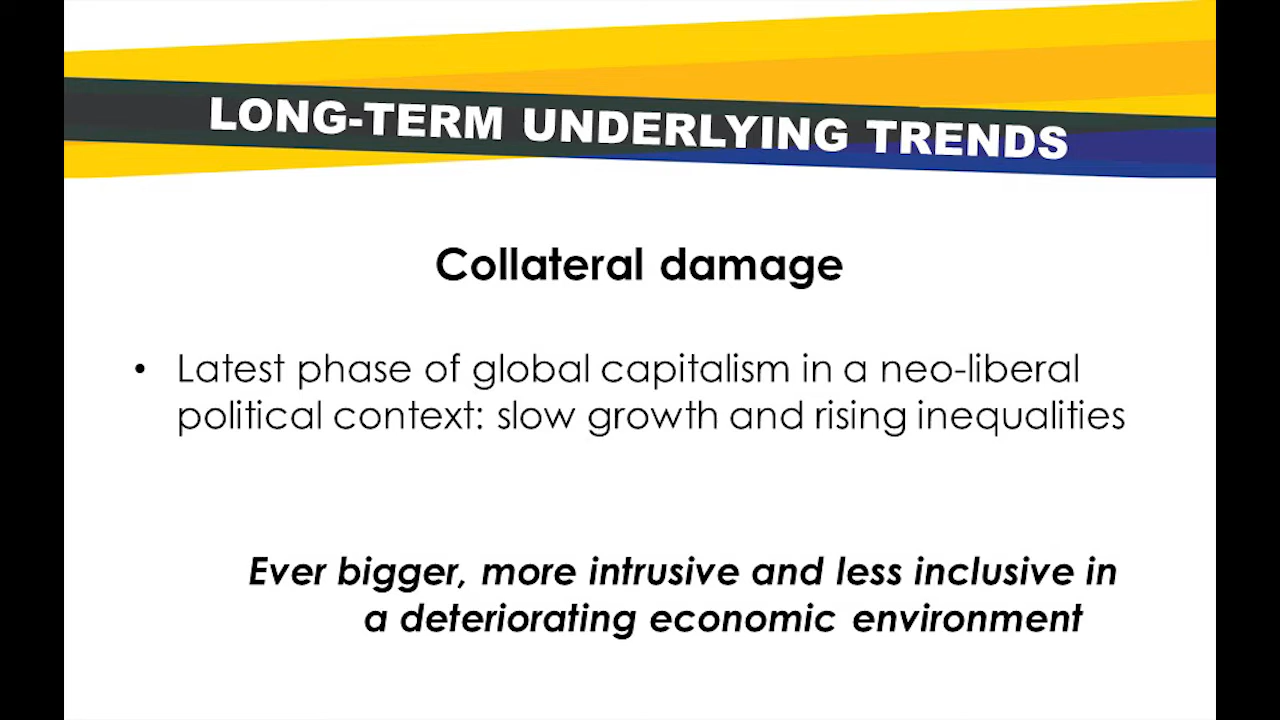 LONG-TERM UNDERLYING TRENDS
Collateral damage
• Latest phase of global capitalism in a neo-liberal
political context: slow growth and rising inequalities
Ever bigger, more intrusive and less inclusive in
a deteriorating economic environment